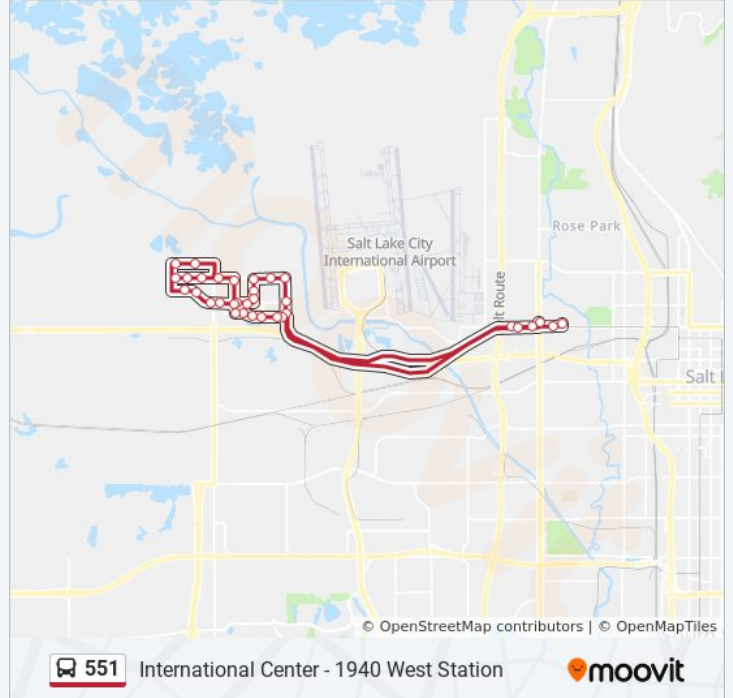 Rose Park
Salt Lake City
International Airport
lt Route
Salt L
© OpenStreetMap contributors | © OpenMapTiles
551 International Center - 1940 West Station
moovit